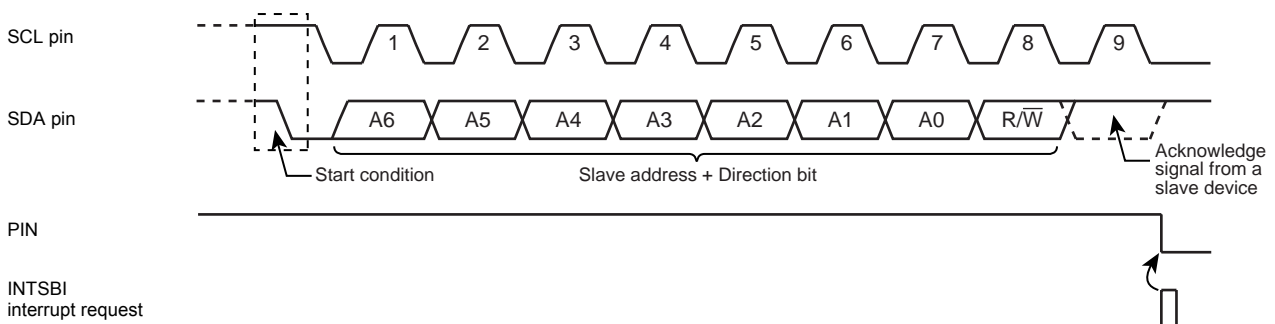 SCL pin
1 2 3 4 5 6 7 8 9
SDA pin
A6 A5 A4 A3 A2 A1 A0 R/W̅
Start condition
Slave address + Direction bit
Acknowledge
signal from a
slave device
PIN
INTSBI
interrupt request